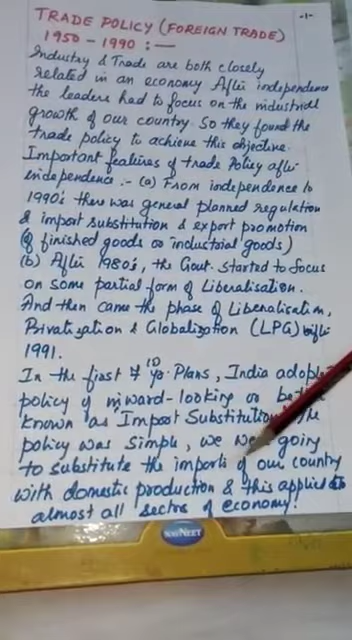 -1-
TRADE POLICY (FOREIGN TRADE)
1950-1990 :—
Industry & Trade are both closely
related in an economy After independence
the leaders had to focus on the industrial
growth of our country. So they found the
trade policy to achieve this objective.
Important features of trade Policy after
independence :- (a) From independence to
1990's there was general planned regulation
& import substitution & export promotion
(of finished goods or industrial goods)
(b) After 1980's, the Govt. started to focus
on some partial form of Liberalisation.
And then came the phase of Liberalisation,
Privatization & Globalization (LPG) after
1991.
In the first 7 yr. Plans, India adopted
policy of inward-looking or
known as 'Import Substitution
policy was simple, we going
to substitute the imports of our country
with domestic production & this applied to
almost all sectors of economy.
NAVNEET